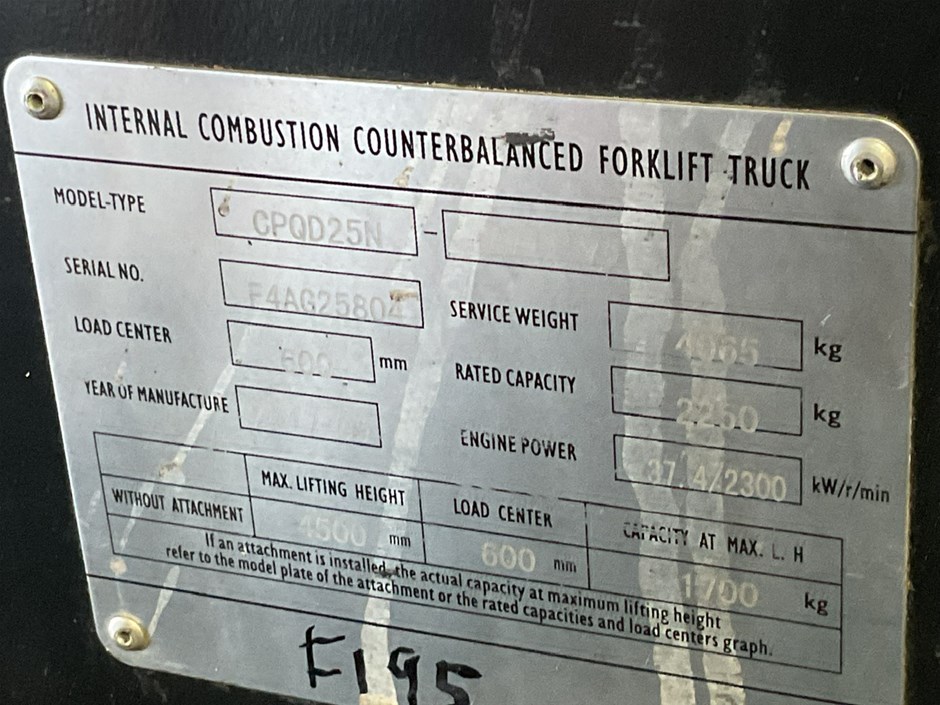 INTERNAL COMBUSTION COUNTERBALANCED FORKLIFT TRUCK
MODEL-TYPE CPQD25N -
SERIAL NO. F4AG25804
LOAD CENTER 600 mm
YEAR OF MANUFACTURE
SERVICE WEIGHT 4065 kg
RATED CAPACITY 2250 kg
ENGINE POWER 37.4/2300 kW/r/min
MAX. LIFTING HEIGHT LOAD CENTER CAPACITY AT MAX. L. H
WITHOUT ATTACHMENT 4500 mm 600 mm 1700 kg
If an attachment is installed, the actual capacity at maximum lifting height
refer to the model plate of the attachment or the rated capacities and load centers graph.
F195